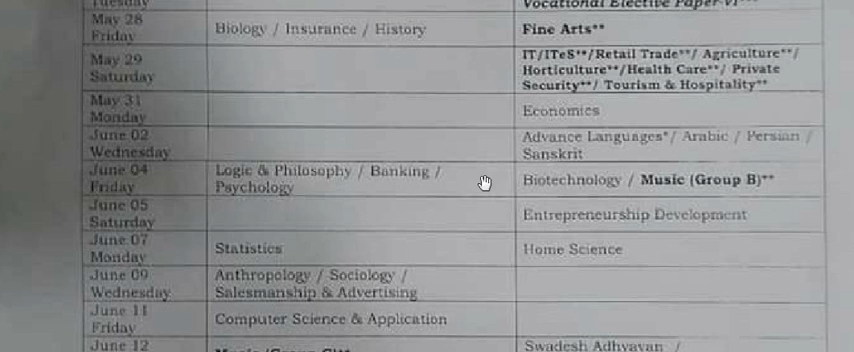 Tuesday
Vocational Elective Paper-VI***
May 28
Friday
Biology / Insurance / History
Fine Arts**
May 29
Saturday
IT/ITeS**/Retail Trade**/ Agriculture**/
Horticulture**/Health Care**/ Private
Security**/ Tourism & Hospitality**
May 31
Monday
Economics
June 02
Wednesday
Advance Languages*/ Arabic / Persian /
Sanskrit
June 04
Friday
Logic & Philosophy / Banking /
Psychology
Biotechnology / Music (Group B)**
June 05
Saturday
Entrepreneurship Development
June 07
Monday
Statistics
Home Science
June 09
Wednesday
Anthropology / Sociology /
Salesmanship & Advertising
June 11
Friday
Computer Science & Application
June 12
Music (Group C)**
Swadesh Adhyayan /